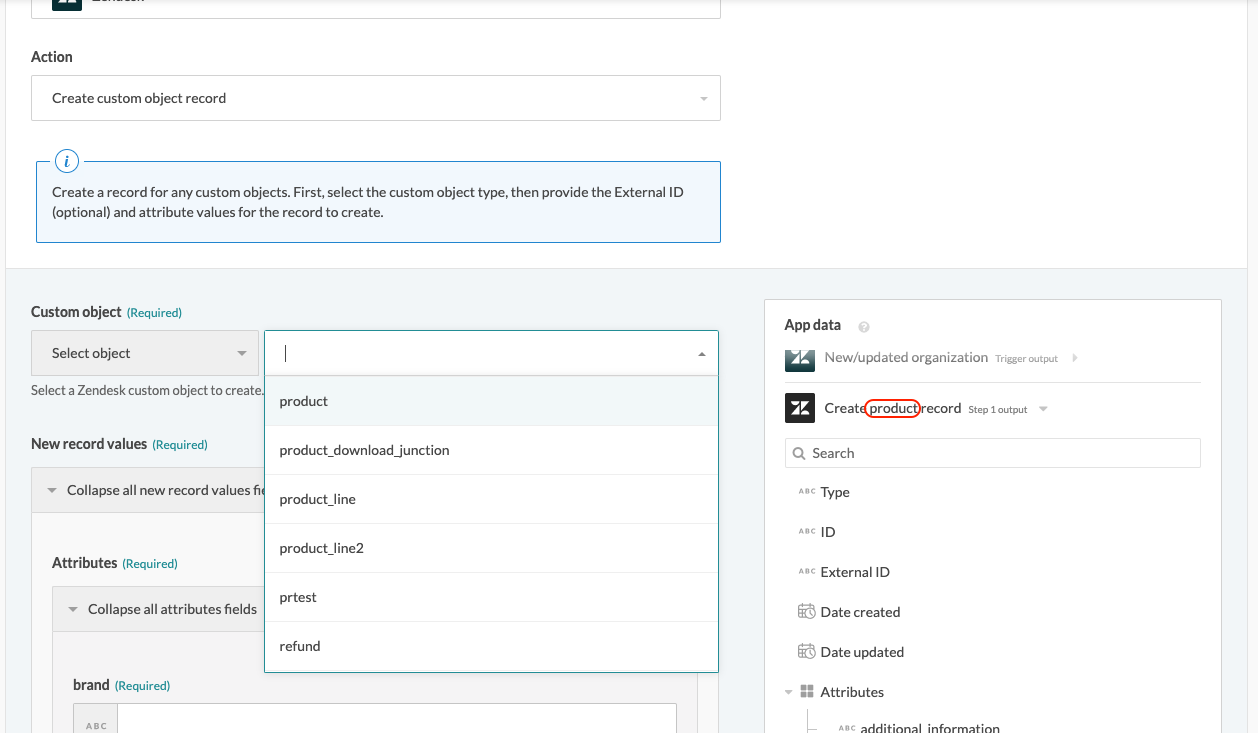 Zendesk
Action
Create custom object record
i
Create a record for any custom objects. First, select the custom object type, then provide the External ID
(optional) and attribute values for the record to create.
Custom object (Required)
Select object
Select a Zendesk custom object to create.
product
product_download_junction
product_line
product_line2
prtest
refund
New record values (Required)
Collapse all new record values fie
Attributes (Required)
Collapse all attributes fields
brand (Required)
ABC
App data ?
New/updated organization Trigger output
Create product record Step 1 output
Search
ABC Type
ABC ID
ABC External ID
Date created
Date updated
Attributes
ABC additional_information